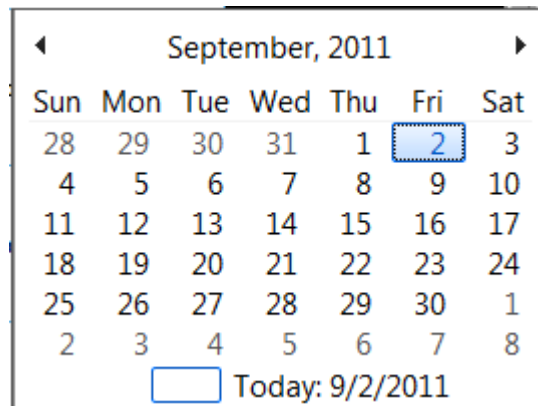 September, 2011
Sun Mon Tue Wed Thu Fri Sat
28 29 30 31 1 2 3
4 5 6 7 8 9 10
11 12 13 14 15 16 17
18 19 20 21 22 23 24
25 26 27 28 29 30 1
2 3 4 5 6 7 8
Today: 9/2/2011